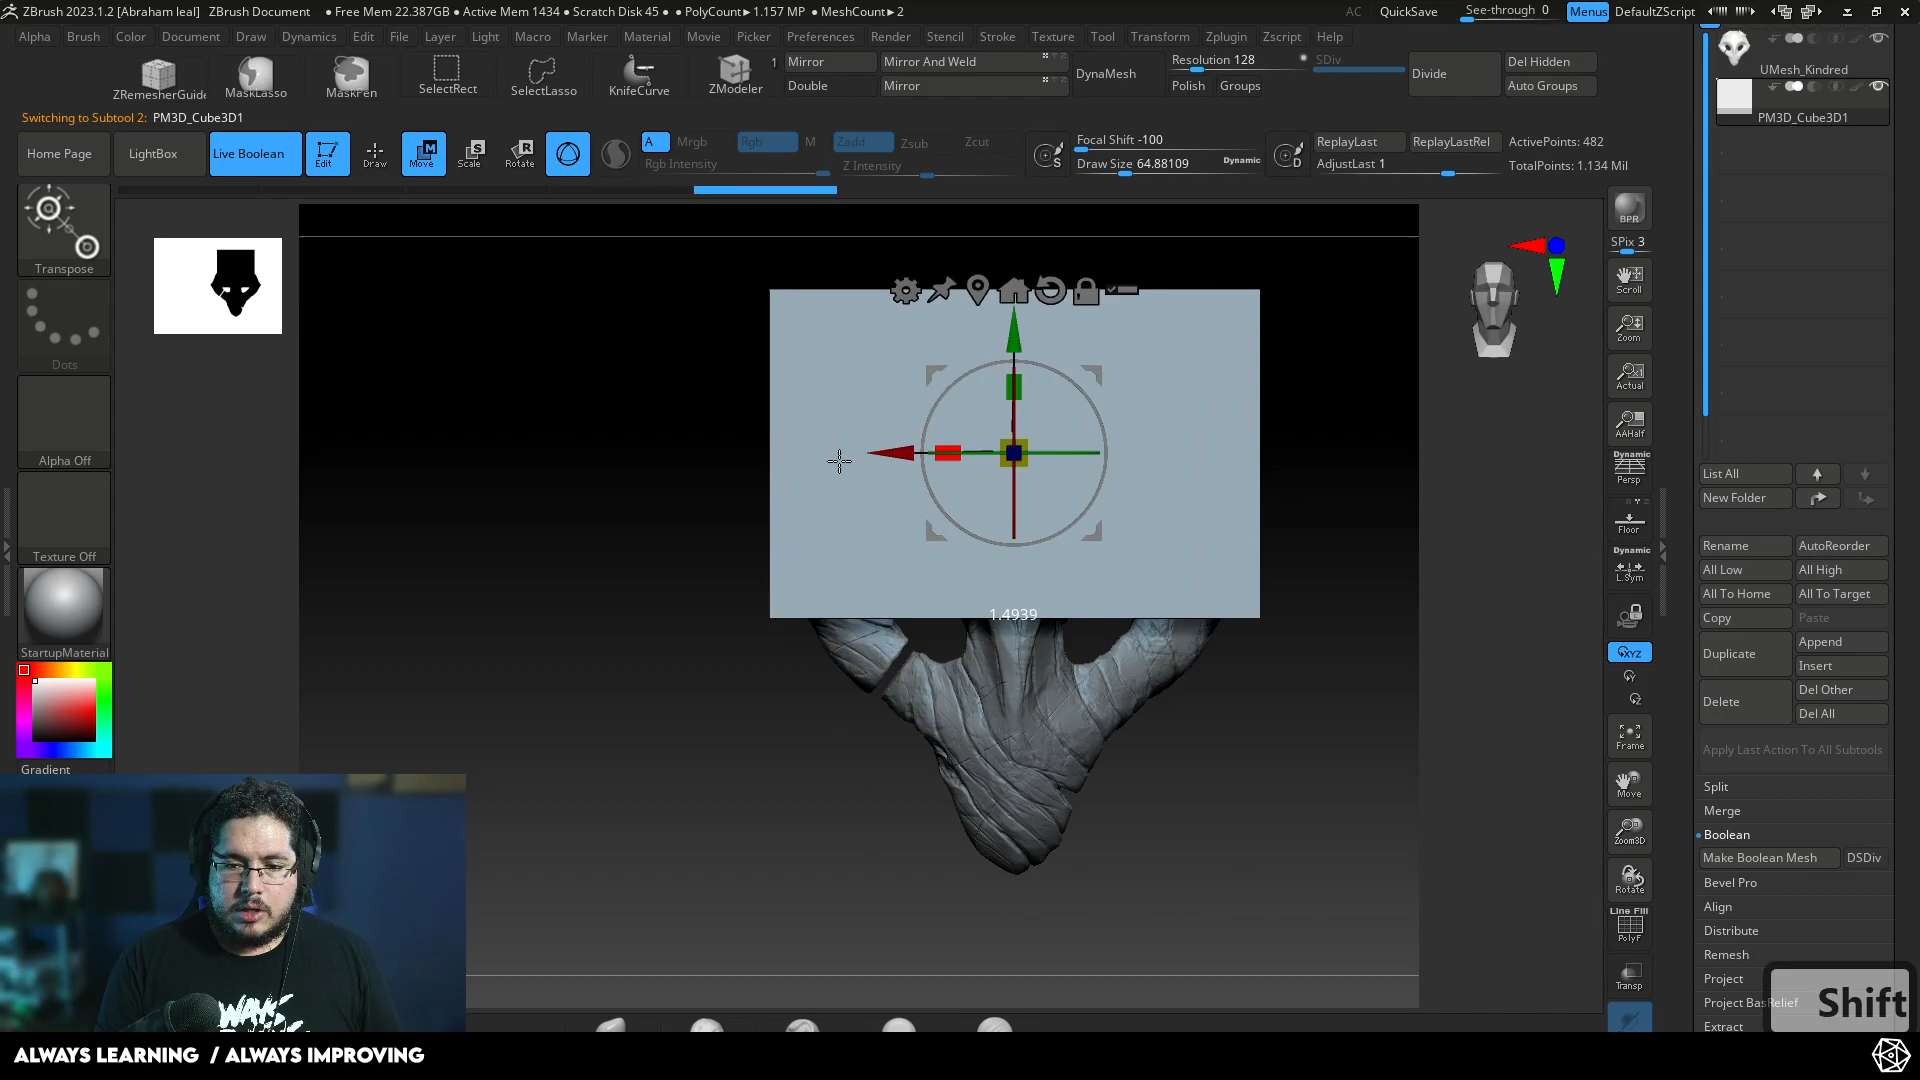 ZBrush 2023.1.2 [Abraham leal] ZBrush Document • Free Mem 22.387GB • Active Mem 1434 • Scratch Disk 45 • PolyCount► 1.157 MP • MeshCount► 2
AC QuickSave See-through 0 Menus DefaultZScript
Alpha Brush Color Document Draw Dynamics Edit File Layer Light Macro Marker Material Movie Picker Preferences Render Stencil Stroke Texture Tool Transform Zplugin Zscript Help
ZRemesherGuide MaskLasso MaskPen SelectRect SelectLasso KnifeCurve ZModeler
1 Mirror Mirror And Weld DynaMesh Resolution 128 SDiv Divide Del Hidden
Double Mirror Polish Groups Auto Groups
Switching to Subtool 2: PM3D_Cube3D1
Home Page LightBox Live Boolean Edit Draw Move Scale Rotate
A Mrgb Rgb M Zadd Zsub Zcut
Rgb Intensity Z Intensity
S Focal Shift -100
Draw Size 64.88109 Dynamic
D ReplayLast ReplayLastRel ActivePoints: 482
AdjustLast 1 TotalPoints: 1.134 Mil
Transpose
Dots
Alpha Off
Texture Off
StartupMaterial
Gradient
1.4939
BPR
SPix 3
Scroll
Zoom
Actual
AAHalf
Dynamic
Persp
Floor
Dynamic
L.Sym
XYZ
Y
Z
Frame
Move
Zoom3D
Rotate
Line Fill
PolyF
Transp
UMesh_Kindred
PM3D_Cube3D1
List All
New Folder
Rename AutoReorder
All Low All High
All To Home All To Target
Copy Paste
Duplicate Append
Insert
Delete Del Other
Del All
Apply Last Action To All Subtools
Split
Merge
Boolean
Make Boolean Mesh DSDiv
Bevel Pro
Align
Distribute
Remesh
Project
Project BasRelief
Extract
Shift
ALWAYS LEARNING / ALWAYS IMPROVING